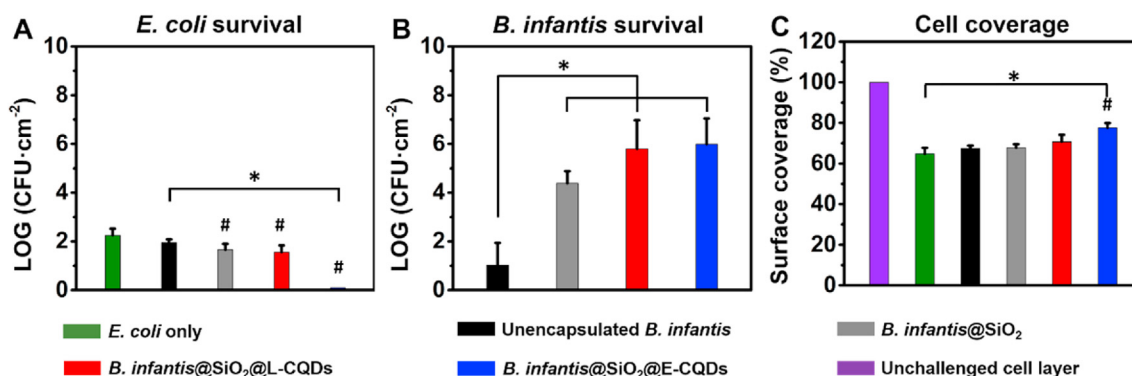 A
E. coli survival
LOG (CFU·cm⁻²)
10
8
6
4
2
0
*
#
#
#
B
B. infantis survival
LOG (CFU·cm⁻²)
10
8
6
4
2
0
*
C
Cell coverage
Surface coverage (%)
120
100
80
60
40
20
0
*
#
E. coli only
Unencapsulated B. infantis
B. infantis@SiO₂
B. infantis@SiO₂@L-CQDs
B. infantis@SiO₂@E-CQDs
Unchallenged cell layer